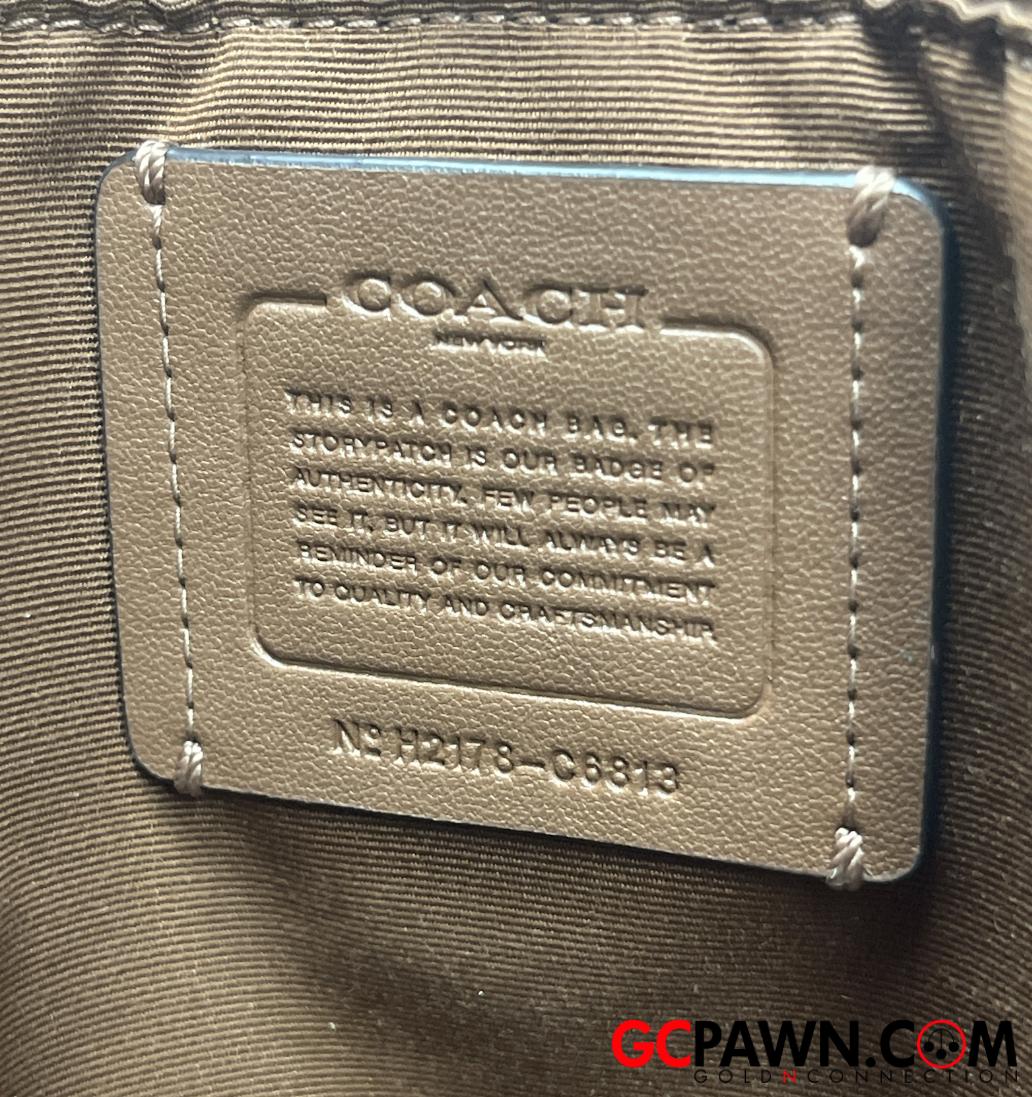 COACH
NEW YORK
THIS IS A COACH BAG. THE
STORYPATCH IS OUR BADGE OF
AUTHENTICITY. FEW PEOPLE MAY
SEE IT, BUT IT WILL ALWAYS BE A
REMINDER OF OUR COMMITMENT
TO QUALITY AND CRAFTSMANSHIP.
Nº H2178-C6813
GCPAWN.COM
GOLDNCONNECTION